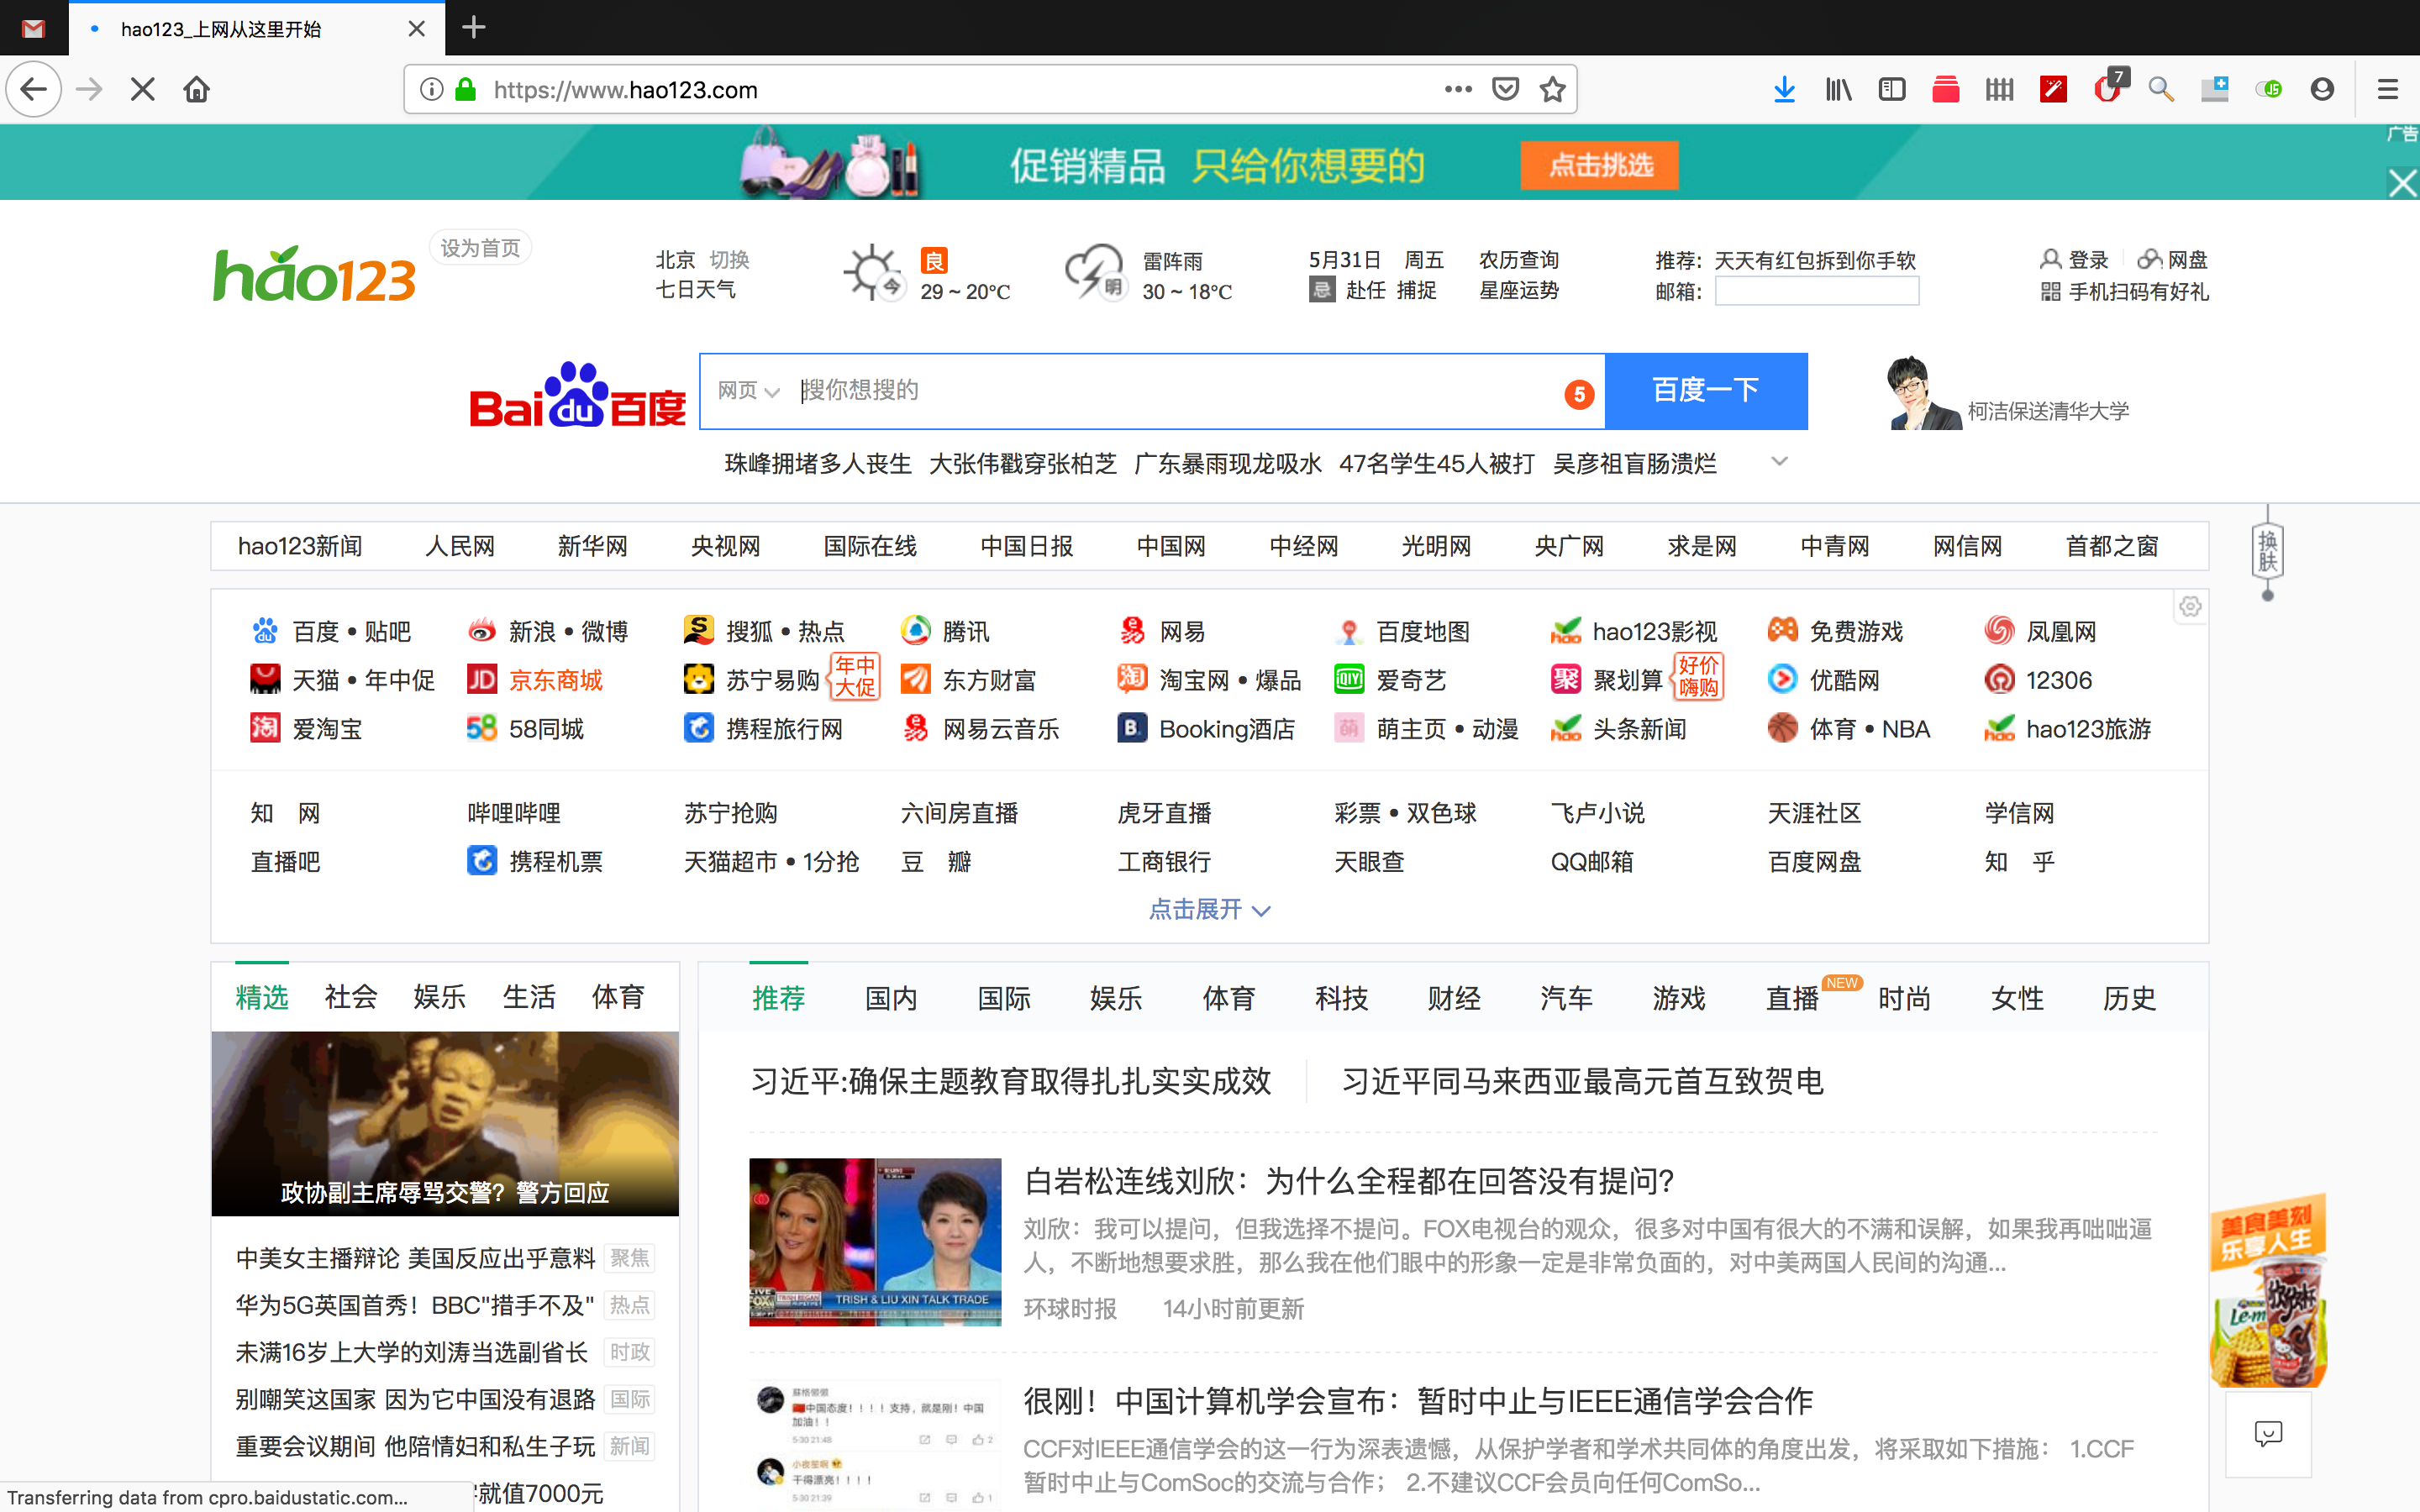 hao123_上网从这里开始
https://www.hao123.com
7
促销精品 只给你想要的 点击挑选
广告
hao123 设为首页
北京 切换
七日天气
今 良 29 ~ 20℃
明 雷阵雨 30 ~ 18℃
5月31日 周五 农历查询
忌 赴任 捕捉 星座运势
推荐: 天天有红包拆到你手软
邮箱:
登录 网盘
手机扫码有好礼
Bai du 百度 网页 搜你想搜的 5 百度一下
柯洁保送清华大学
珠峰拥堵多人丧生 大张伟戳穿张柏芝 广东暴雨现龙吸水 47名学生45人被打 吴彦祖盲肠溃烂
换肤
hao123新闻 人民网 新华网 央视网 国际在线 中国日报 中国网 中经网 光明网 央广网 求是网 中青网 网信网 首都之窗
百度 • 贴吧 新浪 • 微博 搜狐 • 热点 腾讯 网易 百度地图 hao123影视 免费游戏 凤凰网
天猫 • 年中促 京东商城 苏宁易购 年中大促 东方财富 淘宝网 • 爆品 爱奇艺 聚划算 好价嗨购 优酷网 12306
爱淘宝 58同城 携程旅行网 网易云音乐 Booking酒店 萌主页 • 动漫 头条新闻 体育 • NBA hao123旅游
知 网 哔哩哔哩 苏宁抢购 六间房直播 虎牙直播 彩票 • 双色球 飞卢小说 天涯社区 学信网
直播吧 携程机票 天猫超市 • 1分抢 豆 瓣 工商银行 天眼查 QQ邮箱 百度网盘 知 乎
点击展开
精选 社会 娱乐 生活 体育
政协副主席辱骂交警？警方回应
中美女主播辩论 美国反应出乎意料 聚焦
华为5G英国首秀！BBC"措手不及" 热点
未满16岁上大学的刘涛当选副省长 时政
别嘲笑这国家 因为它中国没有退路 国际
重要会议期间 他陪情妇和私生子玩 新闻
就值7000元
推荐 国内 国际 娱乐 体育 科技 财经 汽车 游戏 直播 NEW 时尚 女性 历史
习近平:确保主题教育取得扎扎实实成效
习近平同马来西亚最高元首互致贺电
TRISH & LIU XIN TALK TRADE
白岩松连线刘欣：为什么全程都在回答没有提问？
刘欣：我可以提问，但我选择不提问。FOX电视台的观众，很多对中国有很大的不满和误解，如果我再咄咄逼
人，不断地想要求胜，那么我在他们眼中的形象一定是非常负面的，对中美两国人民间的沟通...
环球时报 14小时前更新
中国态度！！！！支持，就是刚！中国
加油！！
5-30 21:48 2
干得漂亮！！！！
5-30 21:39 1
很刚！中国计算机学会宣布：暂时中止与IEEE通信学会合作
CCF对IEEE通信学会的这一行为深表遗憾，从保护学者和学术共同体的角度出发，将采取如下措施： 1.CCF
暂时中止与ComSoc的交流与合作； 2.不建议CCF会员向任何ComSo...
美食美刻
乐享人生
Transferring data from cpro.baidustatic.com...